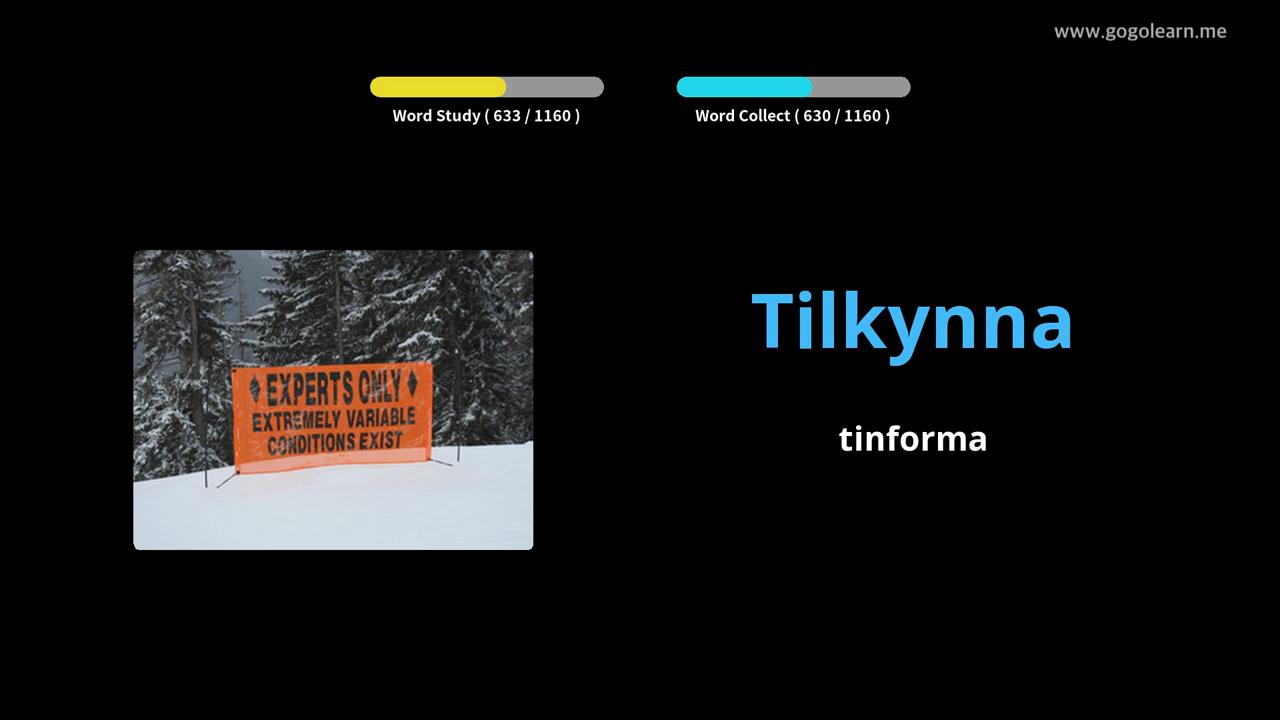 www.gogolearn.me
Word Study ( 633 / 1160 )
Word Collect ( 630 / 1160 )
EXPERTS ONLY
EXTREMELY VARIABLE
CONDITIONS EXIST
Tilkynna
tinforma